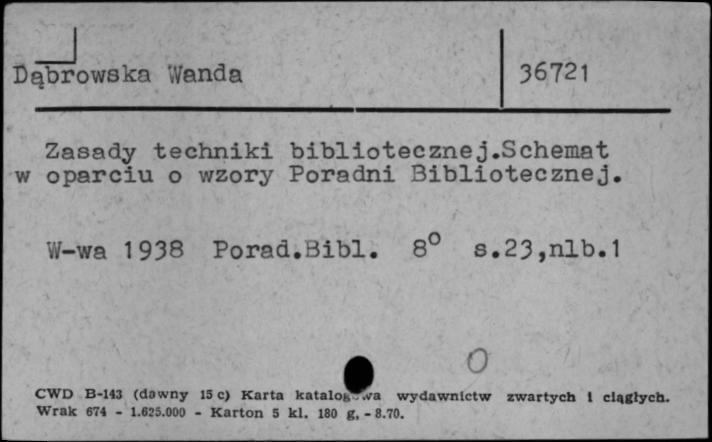 Dąbrowska Wanda 36721
Zasady techniki bibliotecznej.Schemat
w oparciu o wzory Poradni Bibliotecznej.
W-wa 1938 Porad.Bibl. 8° s.23,nlb.1
O
CWD B-143 (dawny 15 c) Karta katalogowa wydawnictw zwartych i ciągłych.
Wrak 674 - 1.625.000 - Karton 5 kl. 180 g. - 8.70.